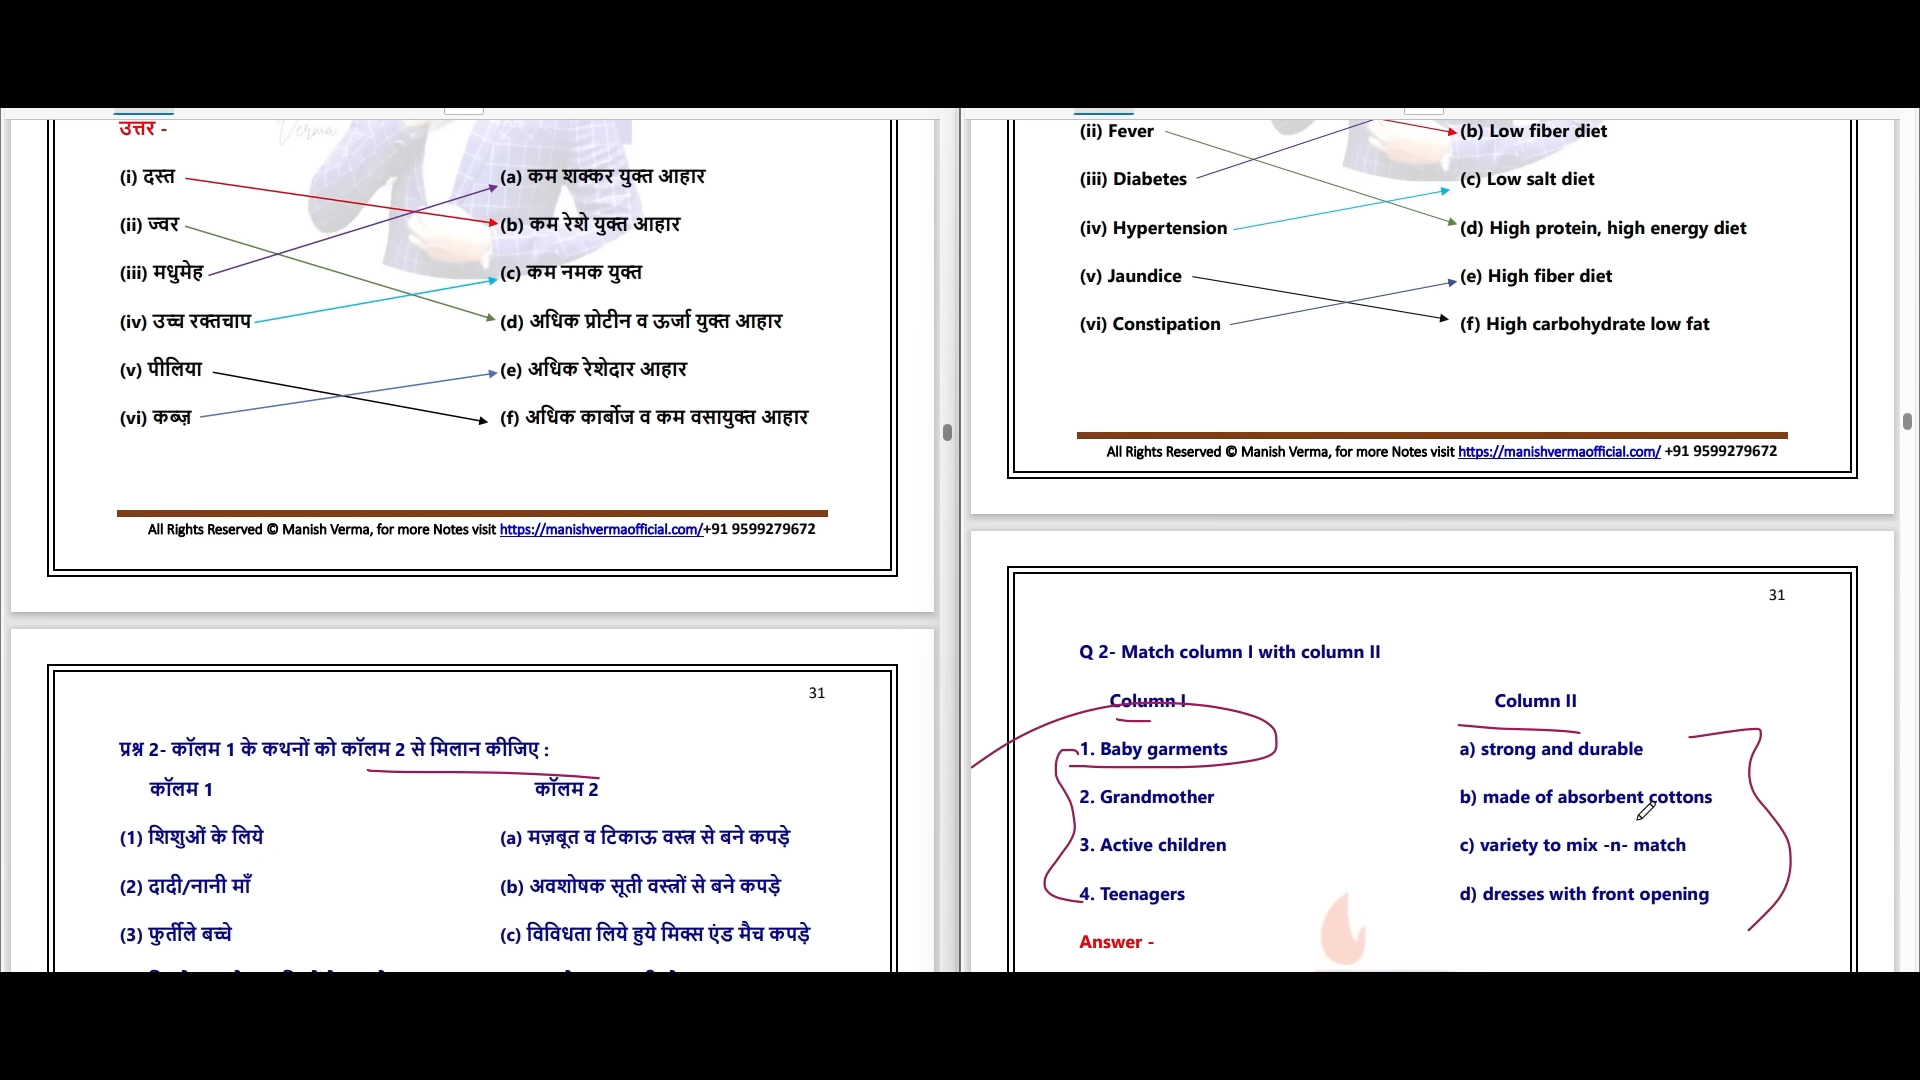 उत्तर -
Verma
(i) दस्त (a) कम शक्कर युक्त आहार
(ii) ज्वर (b) कम रेशे युक्त आहार
(iii) मधुमेह (c) कम नमक युक्त
(iv) उच्च रक्तचाप (d) अधिक प्रोटीन व ऊर्जा युक्त आहार
(v) पीलिया (e) अधिक रेशेदार आहार
(vi) कब्ज़ (f) अधिक कार्बोज व कम वसायुक्त आहार
All Rights Reserved © Manish Verma, for more Notes visit https://manishvermaofficial.com/+91 9599279672
31
प्रश्न 2- कॉलम 1 के कथनों को कॉलम 2 से मिलान कीजिए :
कॉलम 1 कॉलम 2
(1) शिशुओं के लिये (a) मज़बूत व टिकाऊ वस्त्र से बने कपड़े
(2) दादी/नानी माँ (b) अवशोषक सूती वस्त्रों से बने कपड़े
(3) फुर्तीले बच्चे (c) विविधता लिये हुये मिक्स एंड मैच कपड़े
(ii) Fever (b) Low fiber diet
(iii) Diabetes (c) Low salt diet
(iv) Hypertension (d) High protein, high energy diet
(v) Jaundice (e) High fiber diet
(vi) Constipation (f) High carbohydrate low fat
All Rights Reserved © Manish Verma, for more Notes visit https://manishvermaofficial.com/ +91 9599279672
31
Q 2- Match column I with column II
Column I Column II
1. Baby garments a) strong and durable
2. Grandmother b) made of absorbent cottons
3. Active children c) variety to mix -n- match
4. Teenagers d) dresses with front opening
Answer -